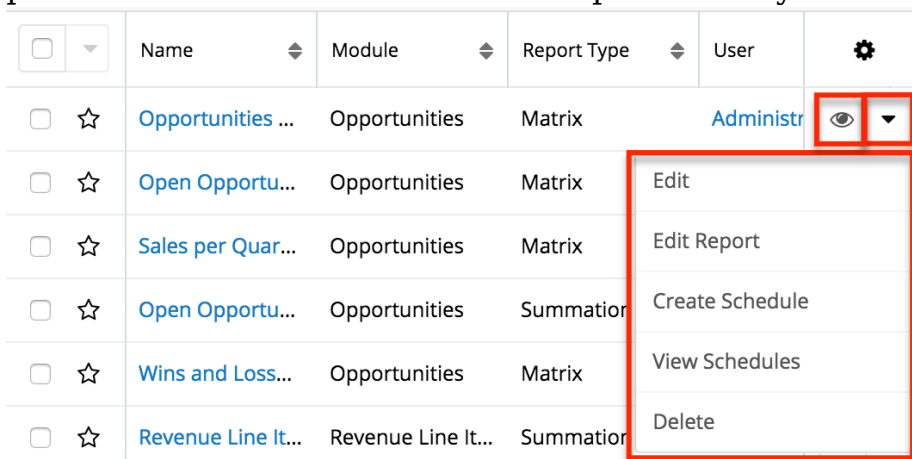 Name Module Report Type User
Opportunities ... Opportunities Matrix Administr
Open Opportu... Opportunities Matrix Edit
Sales per Quar... Opportunities Matrix Edit Report
Open Opportu... Opportunities Summation Create Schedule
Wins and Loss... Opportunities Matrix View Schedules
Revenue Line It... Revenue Line It... Summation Delete